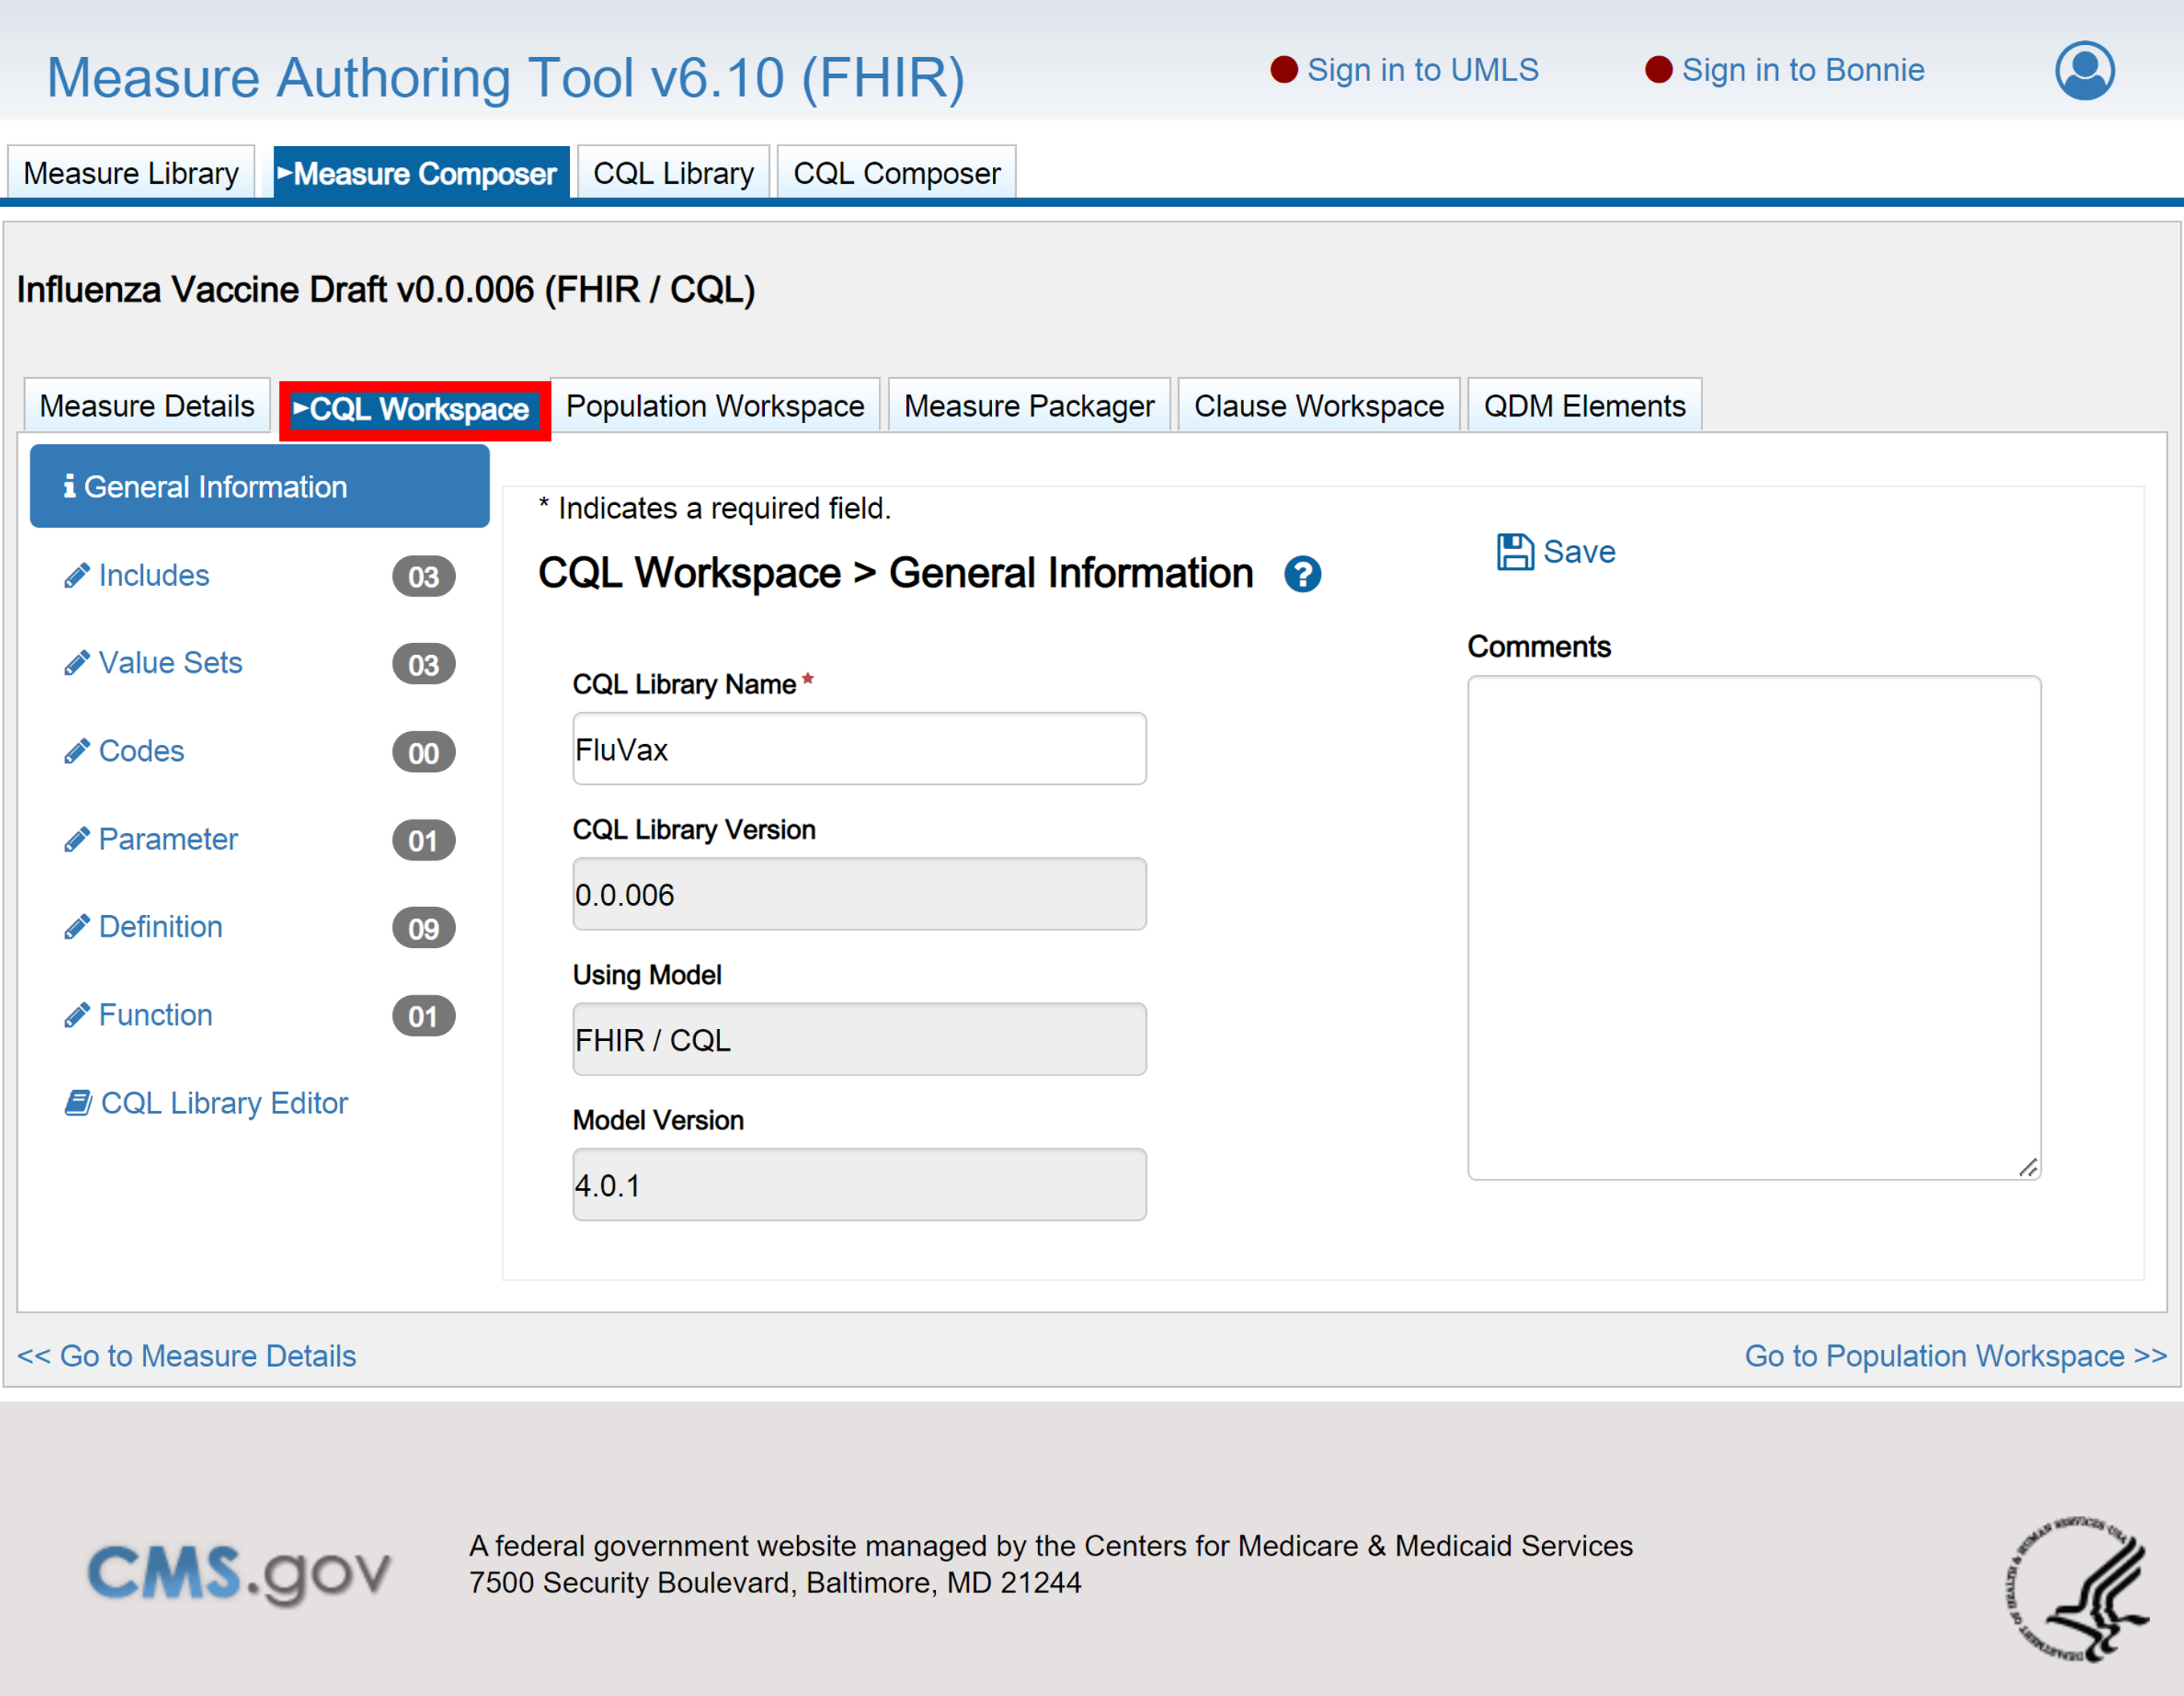 Measure Authoring Tool v6.10 (FHIR)
Sign in to UMLS
Sign in to Bonnie
Measure Library
Measure Composer
CQL Library
CQL Composer
Influenza Vaccine Draft v0.0.006 (FHIR / CQL)
Measure Details
CQL Workspace
Population Workspace
Measure Packager
Clause Workspace
QDM Elements
General Information
Includes 03
Value Sets 03
Codes 00
Parameter 01
Definition 09
Function 01
CQL Library Editor
* Indicates a required field.
CQL Workspace > General Information ?
Save
CQL Library Name *
FluVax
CQL Library Version
0.0.006
Using Model
FHIR / CQL
Model Version
4.0.1
Comments
<< Go to Measure Details
Go to Population Workspace >>
CMS.gov
A federal government website managed by the Centers for Medicare & Medicaid Services
7500 Security Boulevard, Baltimore, MD 21244
DEPARTMENT OF HEALTH & HUMAN SERVICES USA